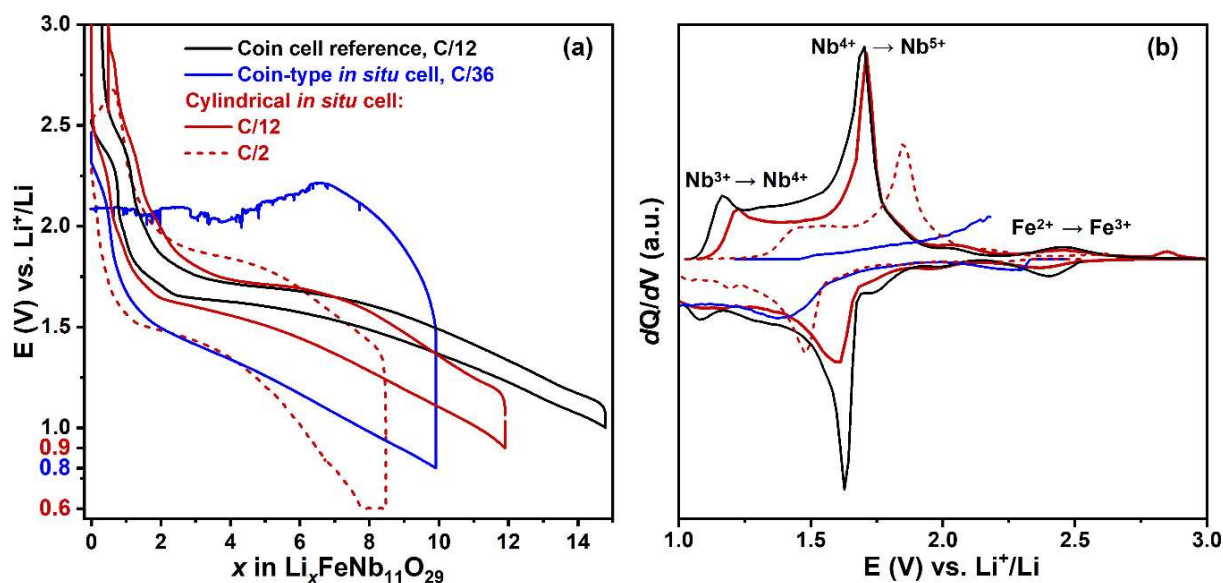 (a)
Coin cell reference, C/12
Coin-type in situ cell, C/36
Cylindrical in situ cell:
C/12
C/2
3.0
2.5
2.0
1.5
1.0
0.9
0.8
0.6
E (V) vs. Li⁺/Li
0 2 4 6 8 10 12 14
x in LiₓFeNb₁₁O₂₉
(b)
Nb⁴⁺ → Nb⁵⁺
Nb³⁺ → Nb⁴⁺
Fe²⁺ → Fe³⁺
dQ/dV (a.u.)
1.0 1.5 2.0 2.5 3.0
E (V) vs. Li⁺/Li